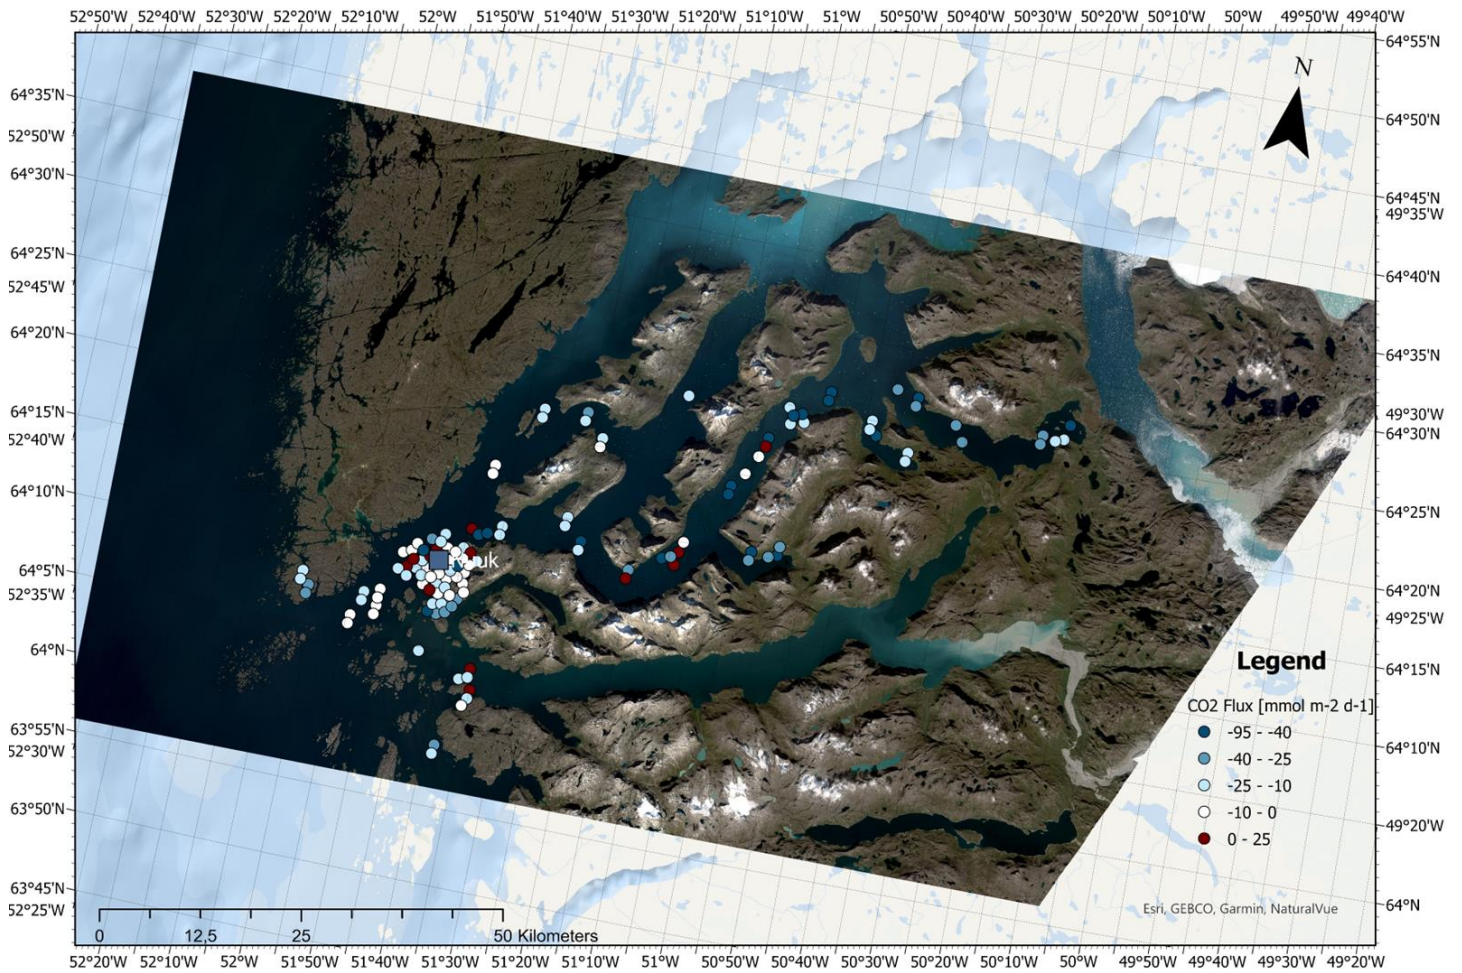 52°50'W 52°40'W 52°30'W 52°20'W 52°10'W 52°W 51°50'W 51°40'W 51°30'W 51°20'W 51°10'W 51°W 50°50'W 50°40'W 50°30'W 50°20'W 50°10'W 50°W 49°50'W 49°40'W
64°55'N
N
64°35'N
64°50'N
52°50'W
64°30'N
64°45'N
49°35'W
64°25'N
64°40'N
52°45'W
64°20'N
64°35'N
64°15'N
49°30'W
52°40'W
64°30'N
64°10'N
64°25'N
uk
64°5'N
64°20'N
52°35'W
49°25'W
64°N
Legend
64°15'N
CO2 Flux [mmol m-2 d-1]
63°55'N
-95 - -40
52°30'W
64°10'N
-40 - -25
-25 - -10
63°50'N
-10 - 0
49°20'W
0 - 25
63°45'N
52°25'W
64°N
Esri, GEBCO, Garmin, NaturalVue
0 12,5 25 50 Kilometers
52°20'W 52°10'W 52°W 51°50'W 51°40'W 51°30'W 51°20'W 51°10'W 51°W 50°50'W 50°40'W 50°30'W 50°20'W 50°10'W 50°W 49°50'W 49°40'W 49°30'W 49°20'W